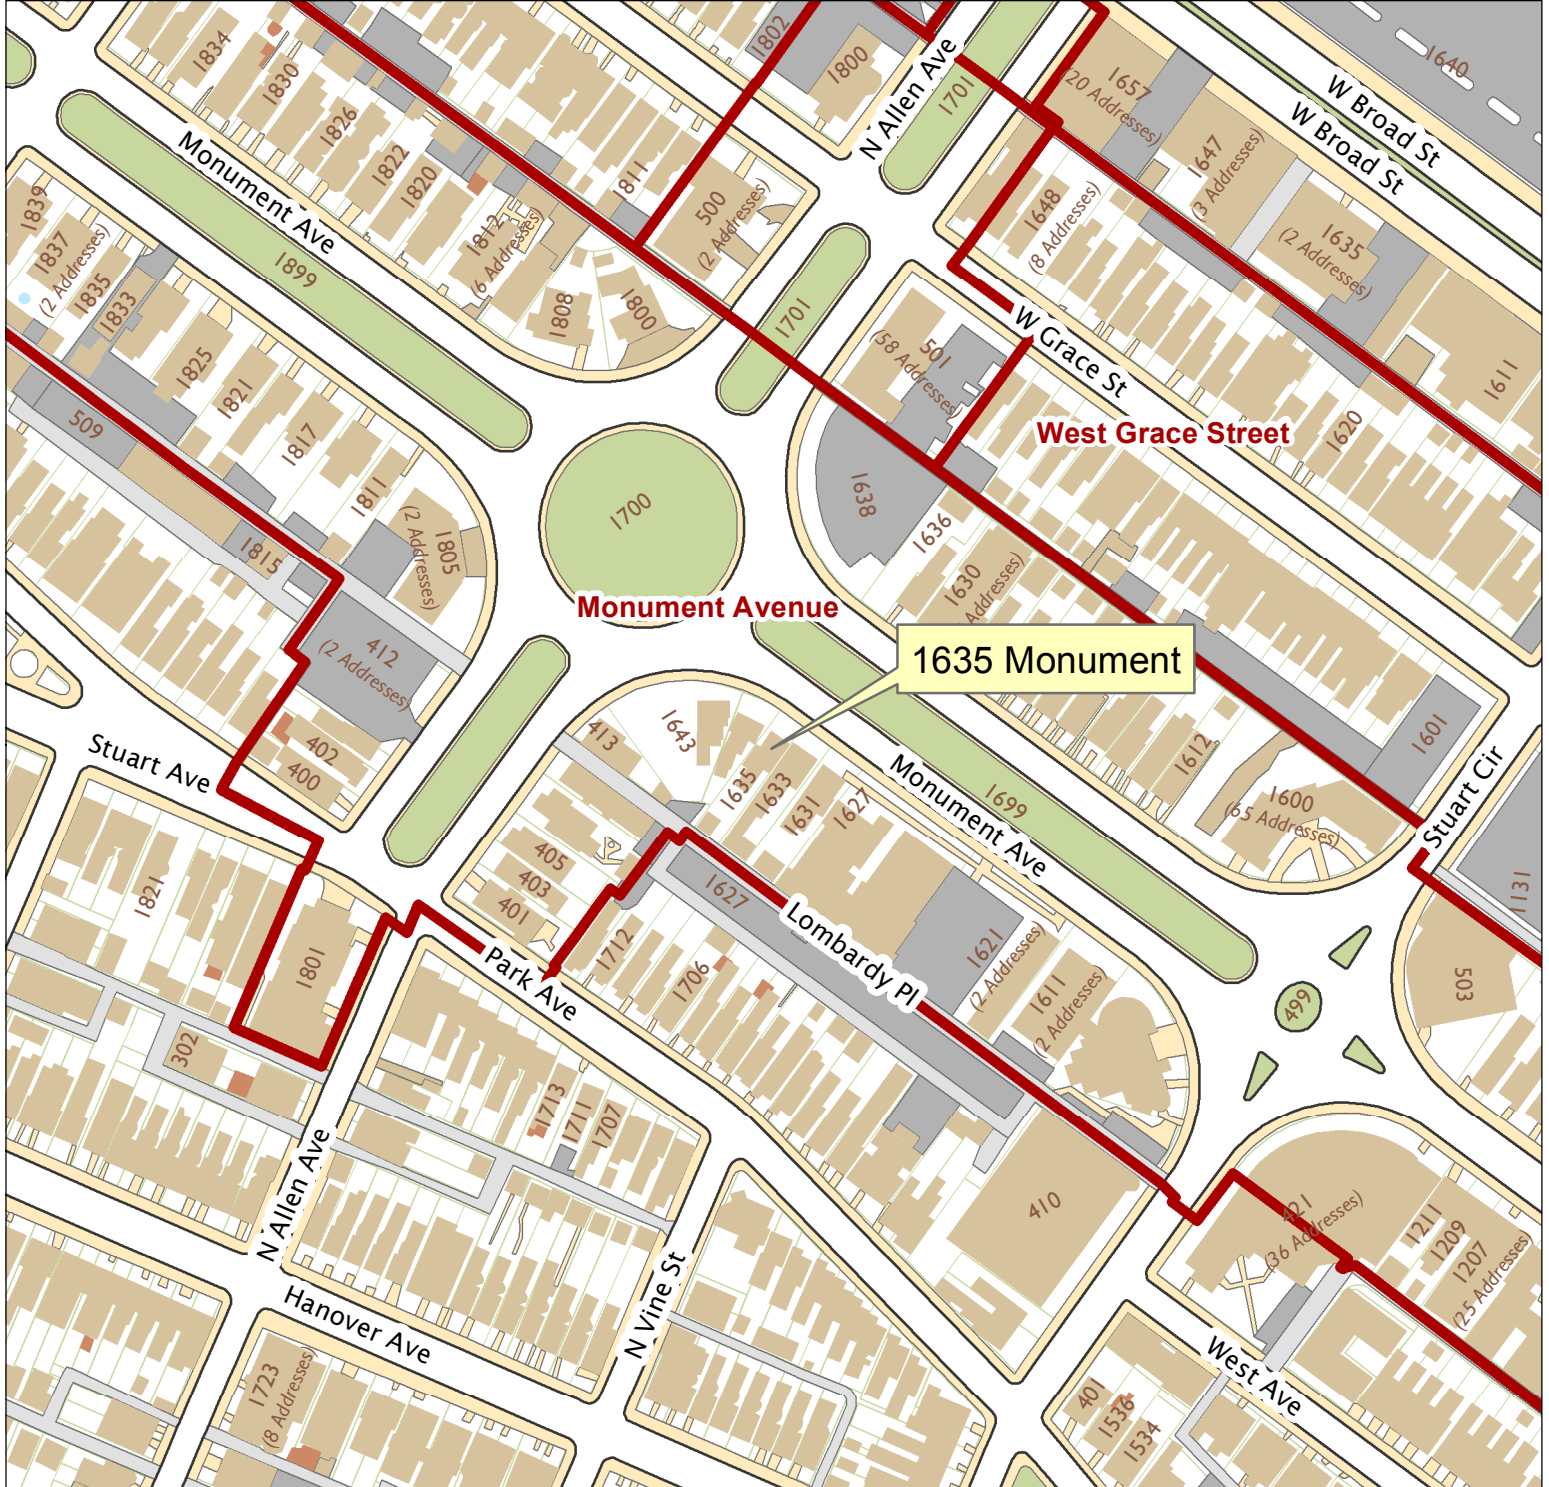 1834
1830
1826
1822
1820
1812
(6 Addresses)
1811
1802
1800
N Allen Ave
1701
1657
(20 Addresses)
1647
(3 Addresses)
1640
W Broad St
W Broad St
1648
(8 Addresses)
1635
(2 Addresses)
1611
Monument Ave
1899
1839
1837
(2 Addresses)
1835
1833
1825
1821
1817
1811
1805
(2 Addresses)
509
1815
500
(2 Addresses)
1808
1800
1701
W Grace St
501
(58 Addresses)
West Grace Street
1620
1638
1636
1630
Addresses)
1700
Monument Avenue
1635 Monument
412
(2 Addresses)
402
400
Stuart Ave
413
1643
1635
1633
1631
1627
Monument Ave
1699
1612
1600
(65 Addresses)
1601
Stuart Cir
1131
503
499
405
403
401
1627
Lombardy Pl
1621
(2 Addresses)
1611
(2 Addresses)
1821
1801
302
Park Ave
1712
1706
1713
1711
1707
410
421
(36 Addresses)
1211
1209
1207
(25 Addresses)
N Allen Ave
Hanover Ave
N Vine St
West Ave
1723
(8 Addresses)
401
1536
1534